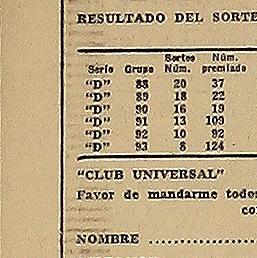 RESULTADO DEL SORTE
Sorteo Núm.
Serie Grupo Núm. premiado
"D" 88 20 37
"D" 89 18 22
"D" 90 16 19
"D" 91 13 109
"D" 92 10 92
"D" 93 8 124
"CLUB UNIVERSAL"
Favor de mandarme todos
co
NOMBRE